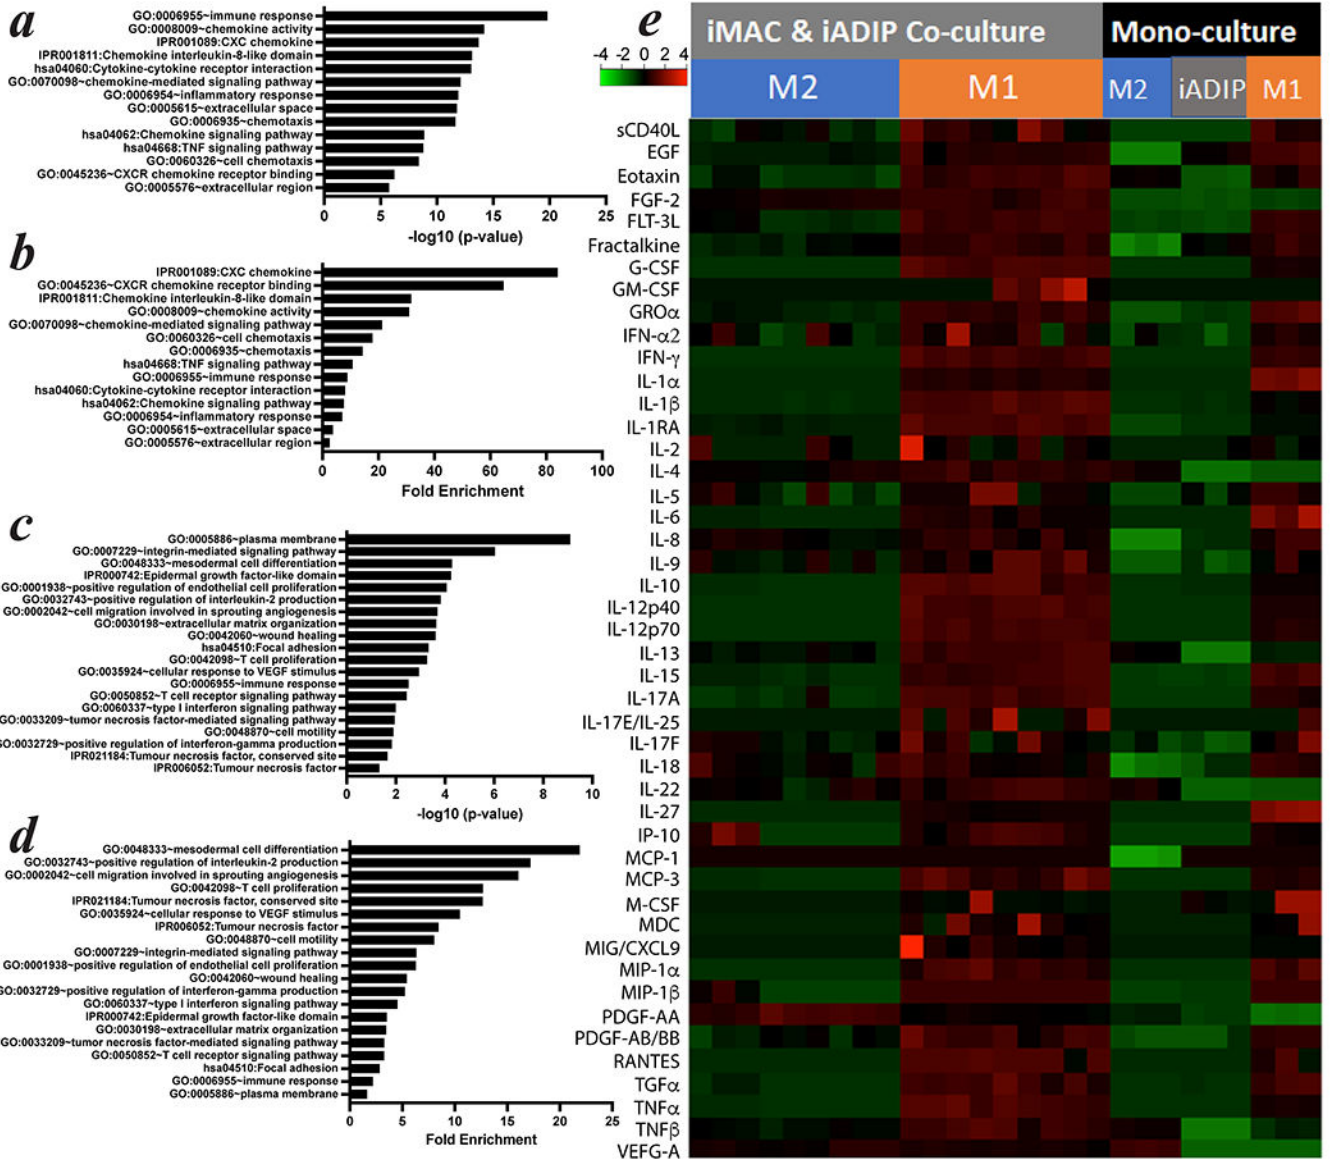 a
GO:0006955~immune response
GO:0008009~chemokine activity
IPR001089:CXC chemokine
IPR001811:Chemokine interleukin-8-like domain
hsa04060:Cytokine-cytokine receptor interaction
GO:0070098~chemokine-mediated signaling pathway
GO:0006954~inflammatory response
GO:0005615~extracellular space
GO:0006935~chemotaxis
hsa04062:Chemokine signaling pathway
hsa04668:TNF signaling pathway
GO:0060326~cell chemotaxis
GO:0045236~CXCR chemokine receptor binding
GO:0005576~extracellular region
0 5 10 15 20 25
-log10 (p-value)
b
IPR001089:CXC chemokine
GO:0045236~CXCR chemokine receptor binding
IPR001811:Chemokine interleukin-8-like domain
GO:0008009~chemokine activity
GO:0070098~chemokine-mediated signaling pathway
GO:0060326~cell chemotaxis
GO:0006935~chemotaxis
hsa04668:TNF signaling pathway
GO:0006955~immune response
hsa04060:Cytokine-cytokine receptor interaction
hsa04062:Chemokine signaling pathway
GO:0006954~inflammatory response
GO:0005615~extracellular space
GO:0005576~extracellular region
0 20 40 60 80 100
Fold Enrichment
c
GO:0005886~plasma membrane
GO:0007229~integrin-mediated signaling pathway
GO:0048333~mesodermal cell differentiation
IPR000742:Epidermal growth factor-like domain
GO:0001938~positive regulation of endothelial cell proliferation
GO:0032743~positive regulation of interleukin-2 production
GO:0002042~cell migration involved in sprouting angiogenesis
GO:0030198~extracellular matrix organization
GO:0042060~wound healing
hsa04510:Focal adhesion
GO:0042098~T cell proliferation
GO:0035924~cellular response to VEGF stimulus
GO:0006955~immune response
GO:0050852~T cell receptor signaling pathway
GO:0060337~type I interferon signaling pathway
GO:0033209~tumor necrosis factor-mediated signaling pathway
GO:0048870~cell motility
GO:0032729~positive regulation of interferon-gamma production
IPR021184:Tumour necrosis factor, conserved site
IPR006052:Tumour necrosis factor
0 2 4 6 8 10
-log10 (p-value)
d
GO:0048333~mesodermal cell differentiation
GO:0032743~positive regulation of interleukin-2 production
GO:0002042~cell migration involved in sprouting angiogenesis
GO:0042098~T cell proliferation
IPR021184:Tumour necrosis factor, conserved site
GO:0035924~cellular response to VEGF stimulus
IPR006052:Tumour necrosis factor
GO:0048870~cell motility
GO:0007229~integrin-mediated signaling pathway
GO:0001938~positive regulation of endothelial cell proliferation
GO:0042060~wound healing
GO:0032729~positive regulation of interferon-gamma production
GO:0060337~type I interferon signaling pathway
IPR000742:Epidermal growth factor-like domain
GO:0030198~extracellular matrix organization
GO:0033209~tumor necrosis factor-mediated signaling pathway
GO:0050852~T cell receptor signaling pathway
hsa04510:Focal adhesion
GO:0006955~immune response
GO:0005886~plasma membrane
0 5 10 15 20 25
Fold Enrichment
e
-4 -2 0 2 4
iMAC & iADIP Co-culture Mono-culture
M2 M1 M2 iADIP M1
sCD40L
EGF
Eotaxin
FGF-2
FLT-3L
Fractalkine
G-CSF
GM-CSF
GROα
IFN-α2
IFN-γ
IL-1α
IL-1β
IL-1RA
IL-2
IL-4
IL-5
IL-6
IL-8
IL-9
IL-10
IL-12p40
IL-12p70
IL-13
IL-15
IL-17A
IL-17E/IL-25
IL-17F
IL-18
IL-22
IL-27
IP-10
MCP-1
MCP-3
M-CSF
MDC
MIG/CXCL9
MIP-1α
MIP-1β
PDGF-AA
PDGF-AB/BB
RANTES
TGFα
TNFα
TNFβ
VEFG-A